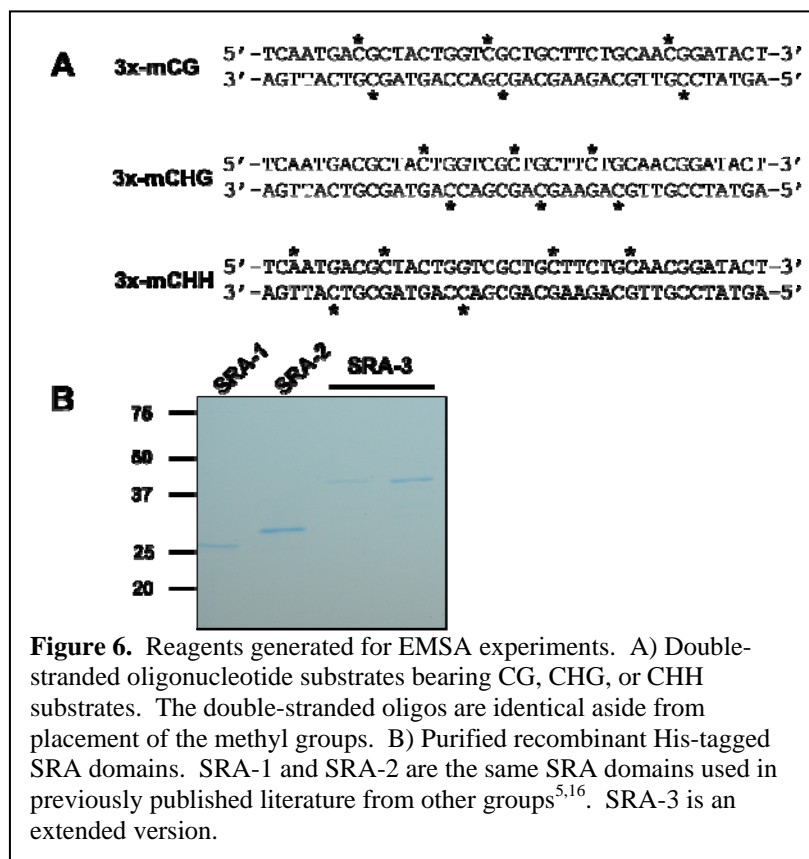 * * *
A 3x-mCG 5’-TCAATGACGCTACTGGTCGCTGCTTCTGCAACGGATACT-3’
3’-AGTTACTGCGATGACCAGCGACGAAGACGTTGCCTATGA-5’
* * *
* * *
3x-mCHG 5’-TCAATGACGCTACTGGTCGCTGCTTCTGCAACGGATACT-3’
3’-AGTTACTGCGATGACCAGCGACGAAGACGTTGCCTATGA-5’
* * *
* * * *
3x-mCHH 5’-TCAATGACGCTACTGGTCGCTGCTTCTGCAACGGATACT-3’
3’-AGTTACTGCGATGACCAGCGACGAAGACGTTGCCTATGA-5’
* *
B SRA-1 SRA-2 SRA-3
75
50
37
25
20
Figure 6. Reagents generated for EMSA experiments. A) Double-
stranded oligonucleotide substrates bearing CG, CHG, or CHH
substrates. The double-stranded oligos are identical aside from
placement of the methyl groups. B) Purified recombinant His-tagged
SRA domains. SRA-1 and SRA-2 are the same SRA domains used in
previously published literature from other groups5,16. SRA-3 is an
extended version.